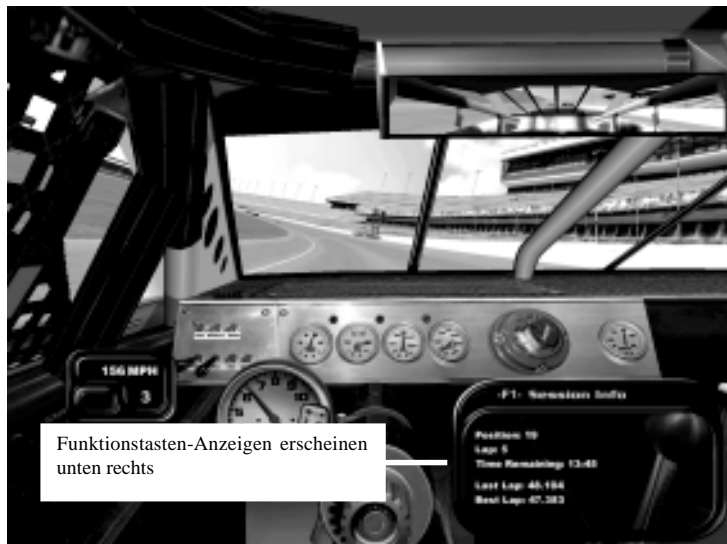 156 MPH
3
Funktionstasten-Anzeigen erscheinen
unten rechts
-F1- Session Info
Position: 19
Lap: 5
Time Remaining: 13:45
Last Lap: 48.104
Best Lap: 47.383